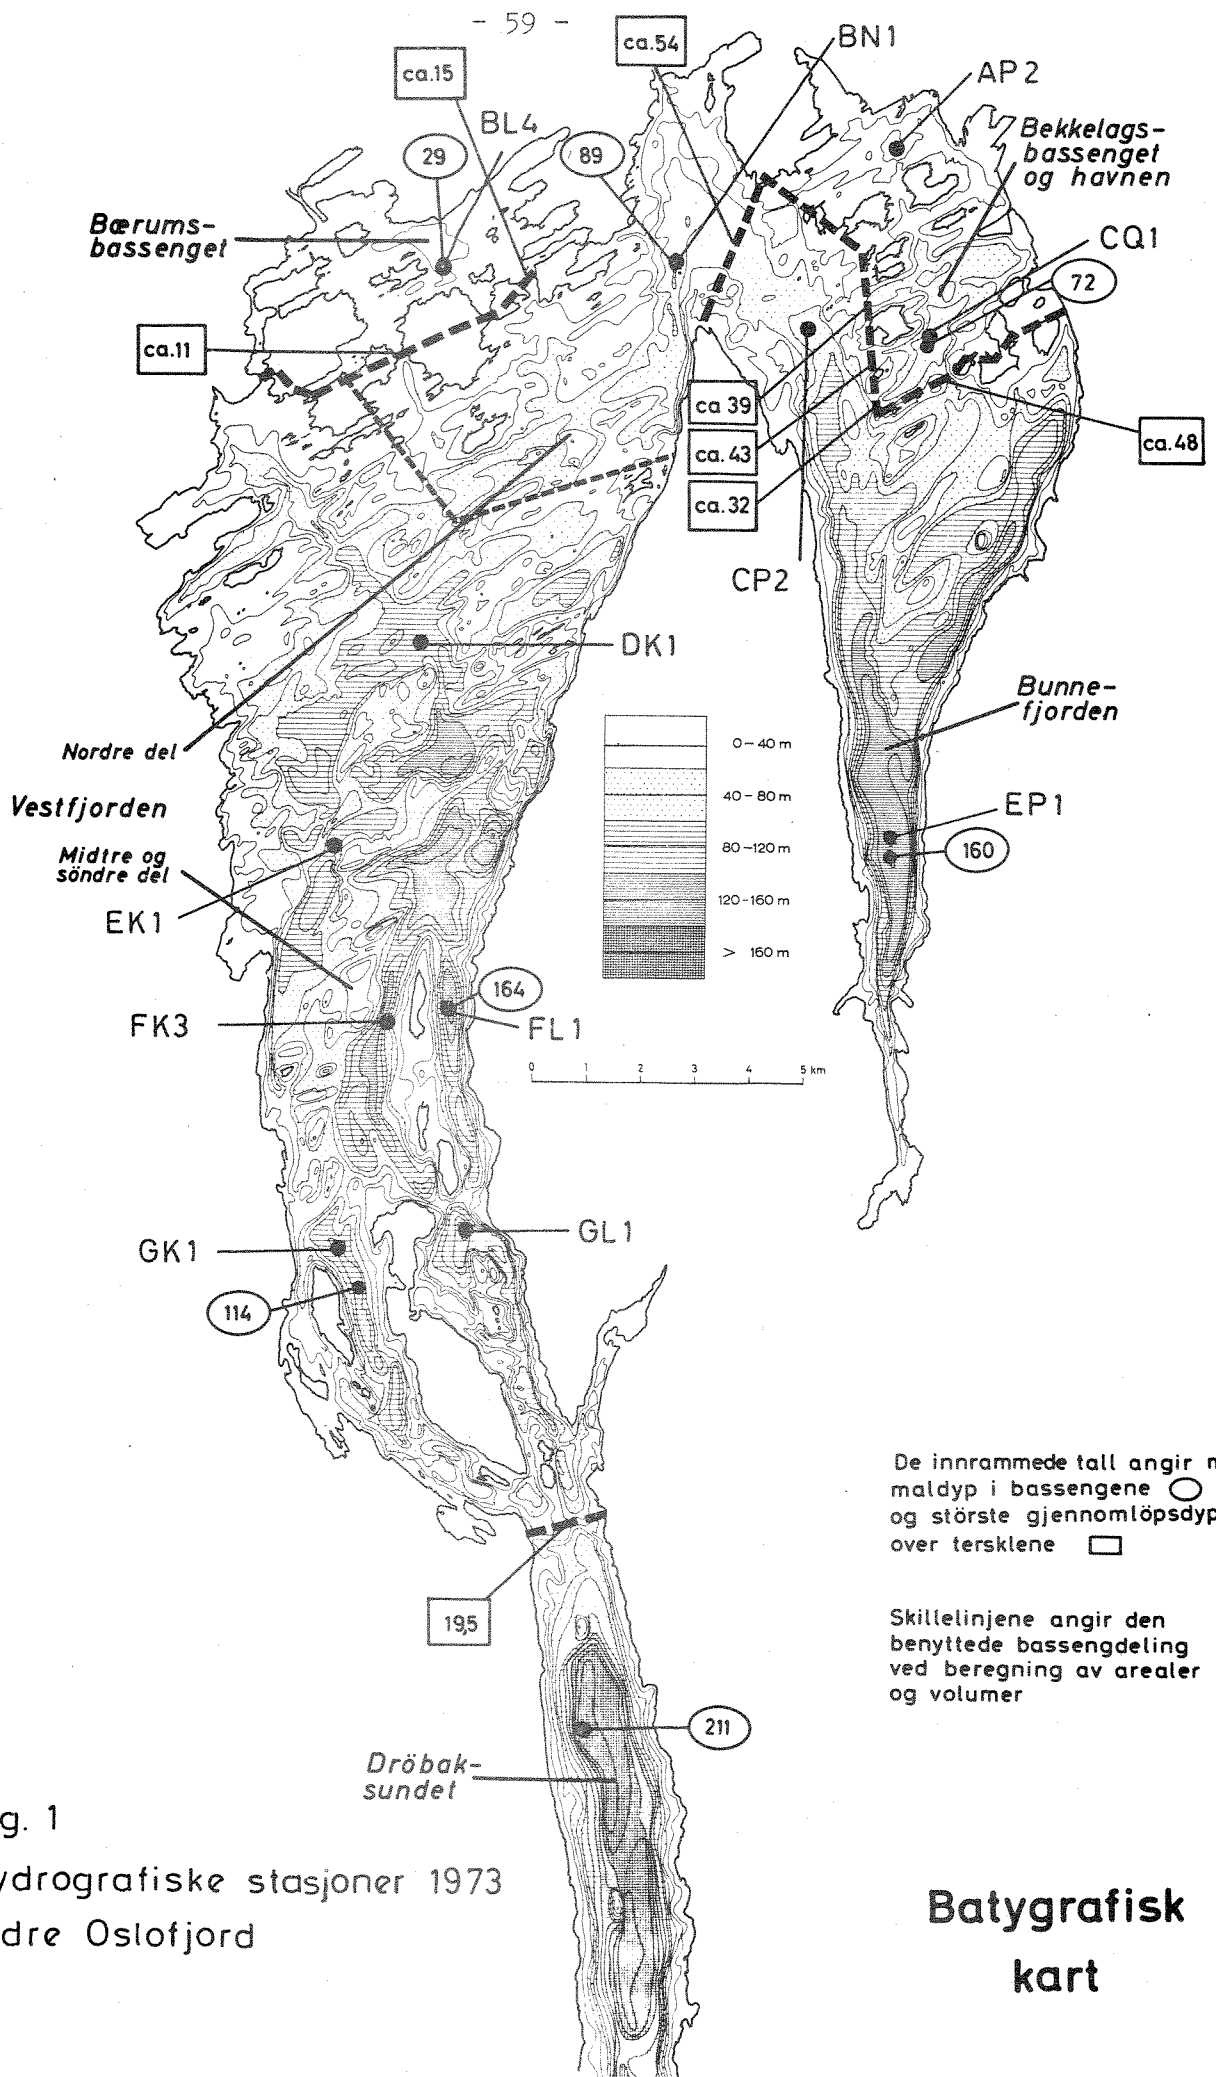 - 59 -
ca.54
BN1
ca.15
AP2
BL4
29
89
Bekkelags-
bassenget
og havnen
Bærums-
bassenget
CQ1
72
ca.11
ca 39
ca.43
ca.48
ca.32
CP2
DK1
Bunne-
fjorden
Nordre del
0-40 m
Vestfjorden
40-80 m
EP1
80-120 m
160
Midtre og
söndre del
120-160 m
EK1
> 160 m
164
FK3
FL1
0 1 2 3 4 5 km
GL1
GK1
114
De innrammede tall angir m
maldyp i bassengene
og störste gjennomlöpsdyp
over tersklene
19,5
Skillelinjene angir den
benyttede bassengdeling
ved beregning av arealer
og volumer
211
Dröbak-
sundet
g. 1
ydrografiske stasjoner 1973
dre Oslofjord
Batygrafisk
kart